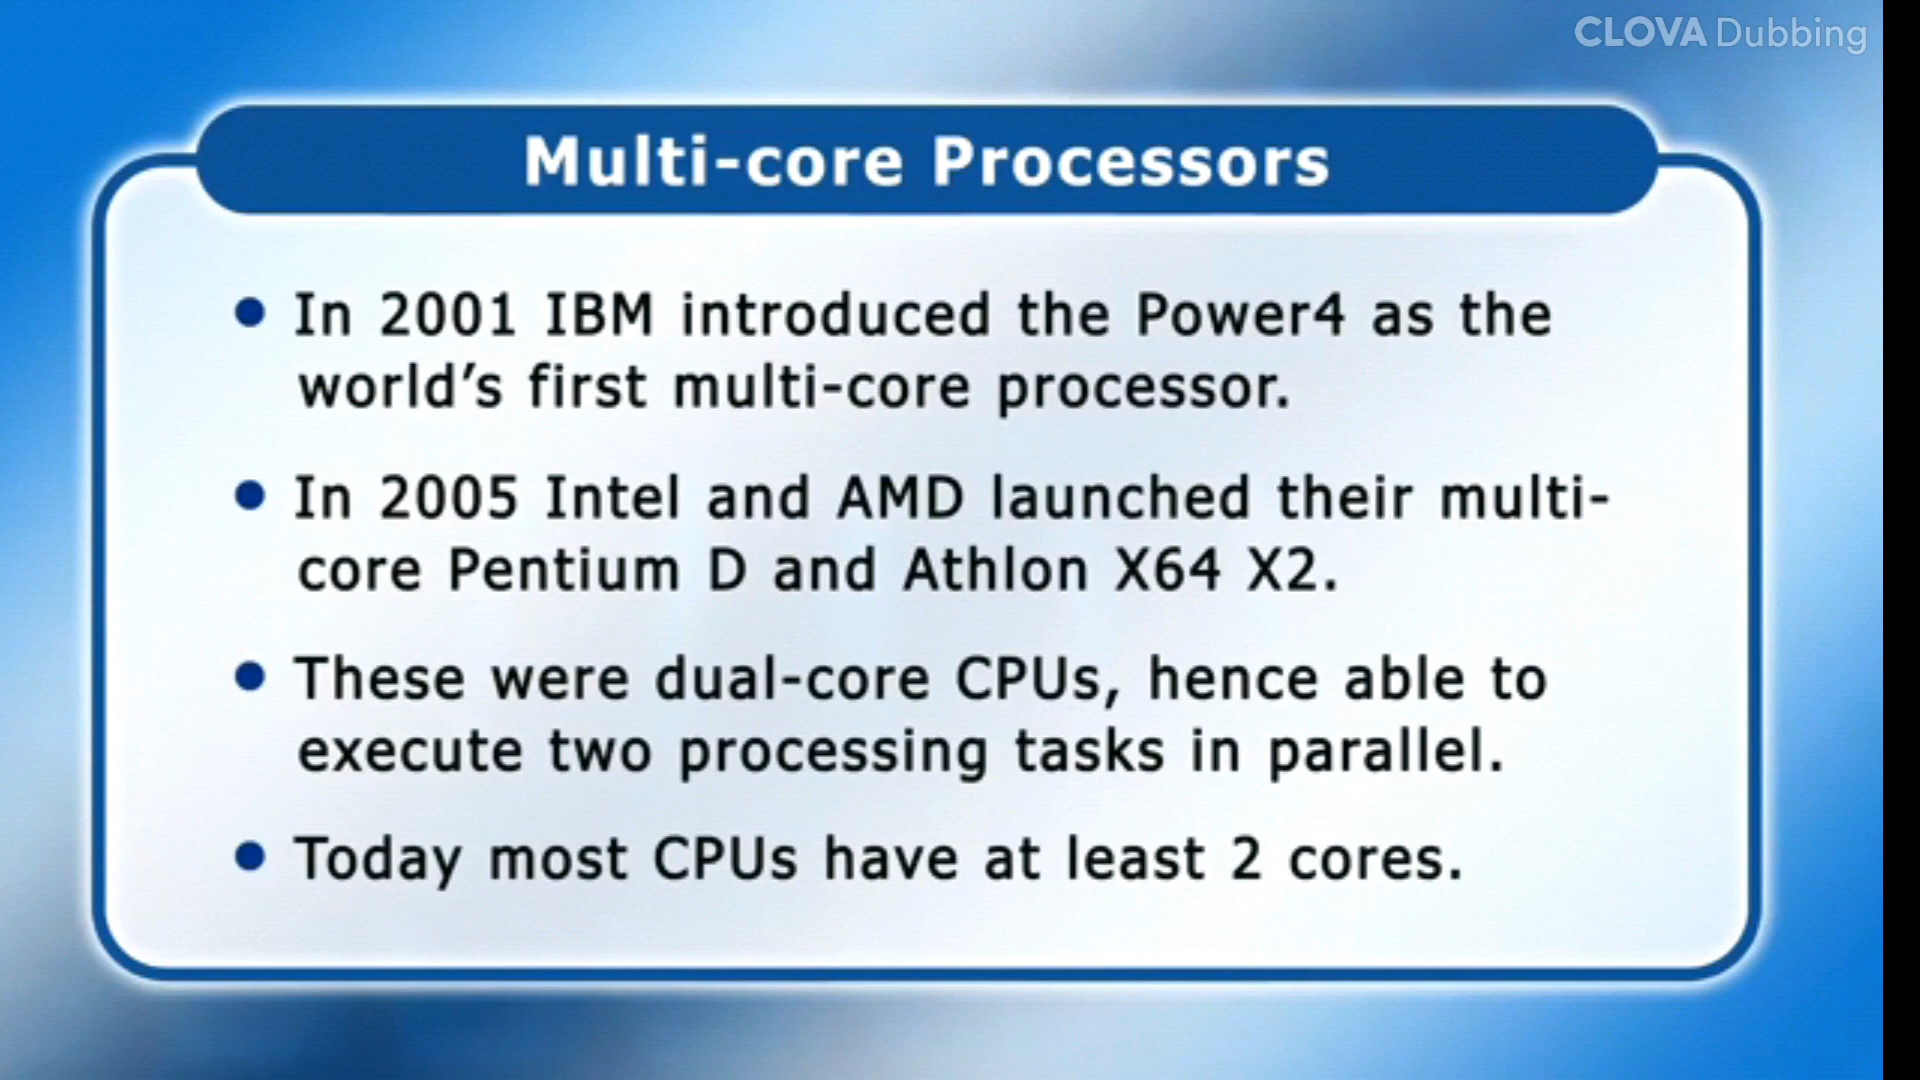 CLOVA Dubbing
Multi-core Processors
• In 2001 IBM introduced the Power4 as the
world’s first multi-core processor.
• In 2005 Intel and AMD launched their multi-
core Pentium D and Athlon X64 X2.
• These were dual-core CPUs, hence able to
execute two processing tasks in parallel.
• Today most CPUs have at least 2 cores.